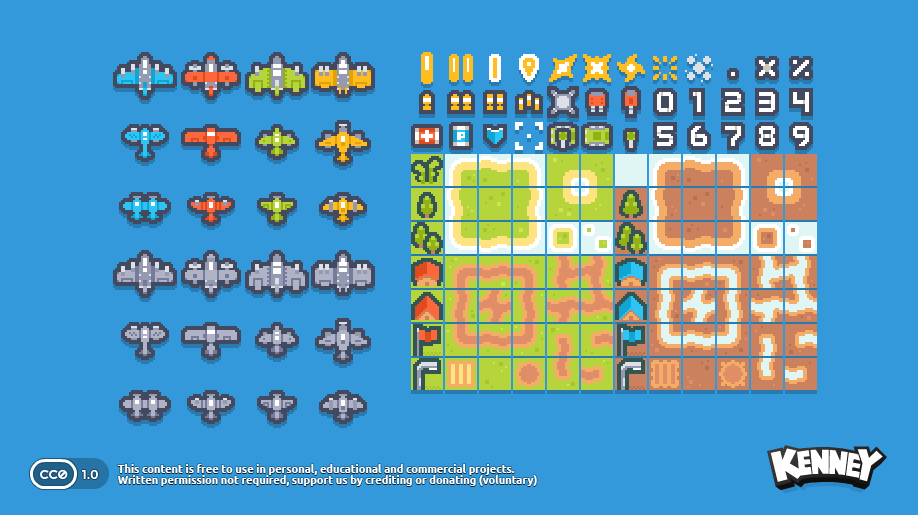 0 1 2 3 4
5 6 7 8 9
CC0 1.0
This content is free to use in personal, educational and commercial projects.
Written permission not required, support us by crediting or donating (voluntary)
KENNEY